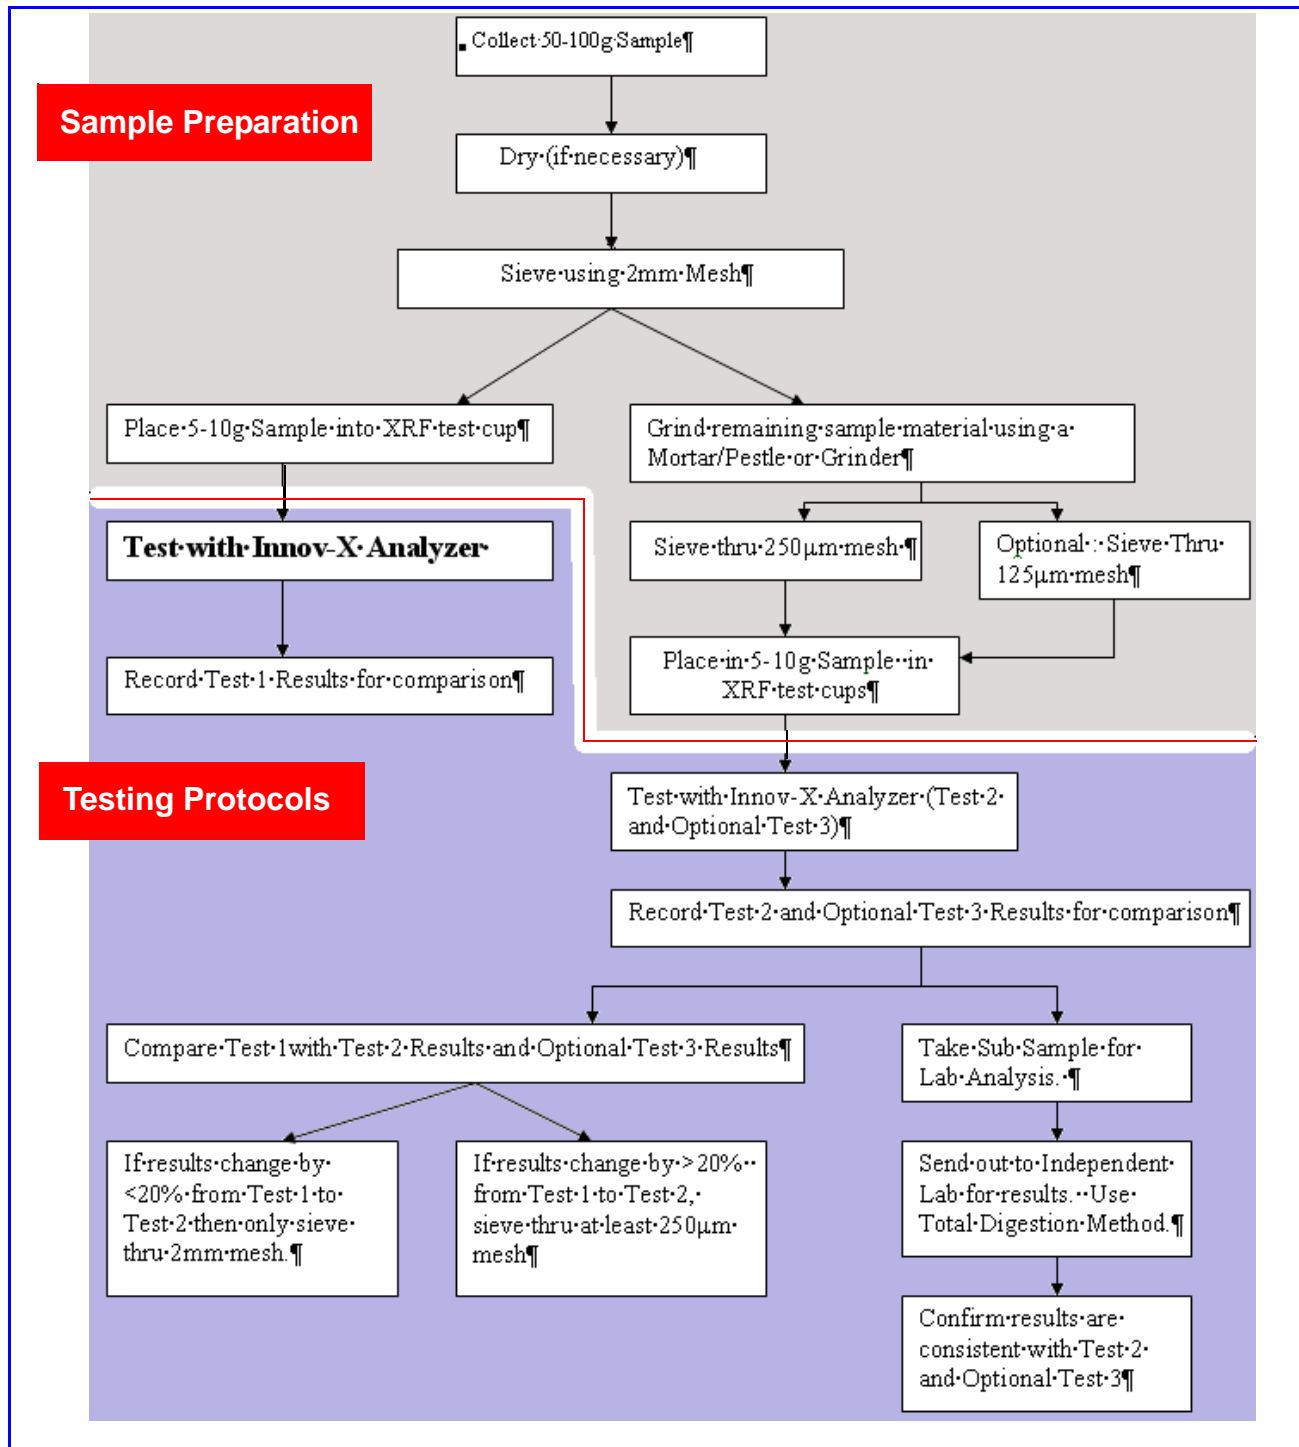 Collect·50-100g·Sample¶
Sample Preparation
Dry·(if·necessary)¶
Sieve·using·2mm·Mesh¶
Place·5-10g·Sample·into·XRF·test·cup¶
Grind·remaining·sample·material·using·a·
Mortar/Pestle·or·Grinder¶
Test·with·Innov-X·Analyzer·
Sieve·thru·250µm·mesh·¶
Optional·:·Sieve·Thru·
125µm·mesh¶
Record·Test·1·Results·for·comparison¶
Place·in·5-10g·Sample··in·
XRF·test·cups¶
Testing Protocols
Test·with·Innov-X·Analyzer·(Test·2·
and·Optional·Test·3)¶
Record·Test·2·and·Optional·Test·3·Results·for·comparison¶
Compare·Test·1with·Test·2·Results·and·Optional·Test·3·Results¶
Take·Sub·Sample·for·
Lab·Analysis.·¶
If·results·change·by·
<20%·from·Test·1·to·
Test·2·then·only·sieve·
thru·2mm·mesh.¶
If·results·change·by·>20%··
from·Test·1·to·Test·2,·
sieve·thru·at·least·250µm·
mesh¶
Send·out·to·Independent·
Lab·for·results.··Use·
Total·Digestion·Method.¶
Confirm·results·are·
consistent·with·Test·2·
and·Optional·Test·3¶